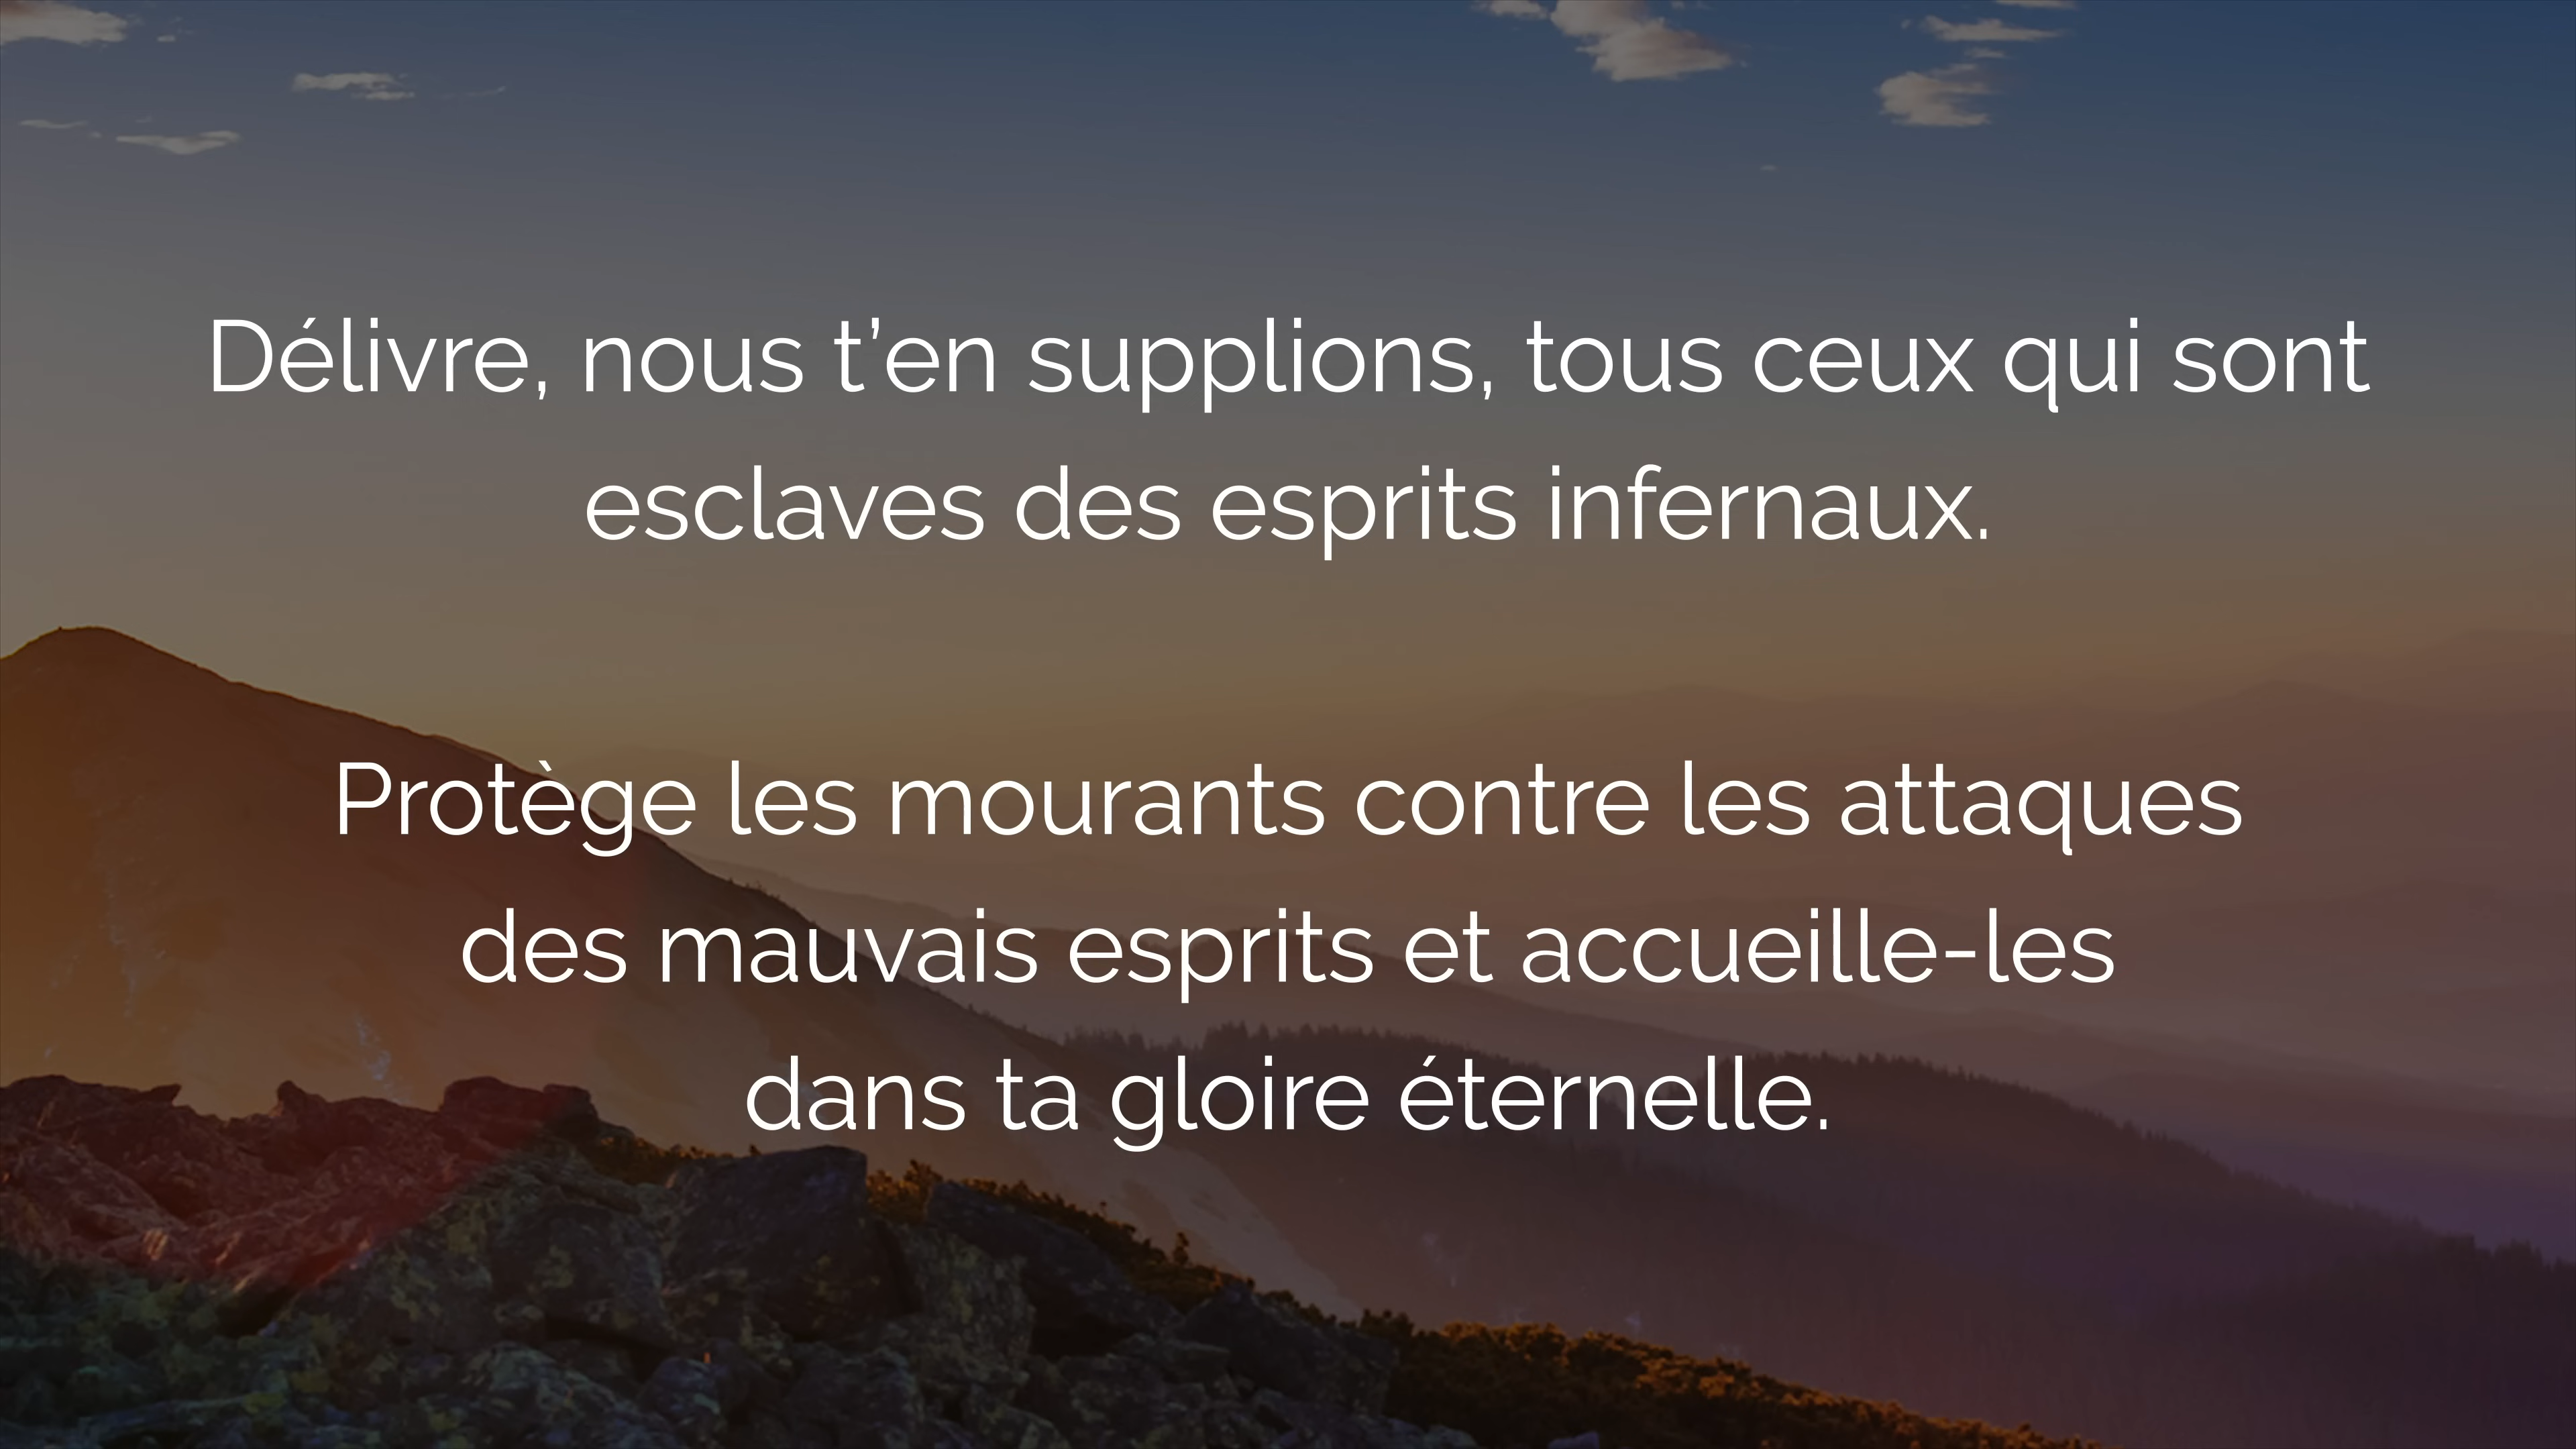 Délivre, nous t’en supplions, tous ceux qui sont
esclaves des esprits infernaux.
Protège les mourants contre les attaques
des mauvais esprits et accueille-les
dans ta gloire éternelle.